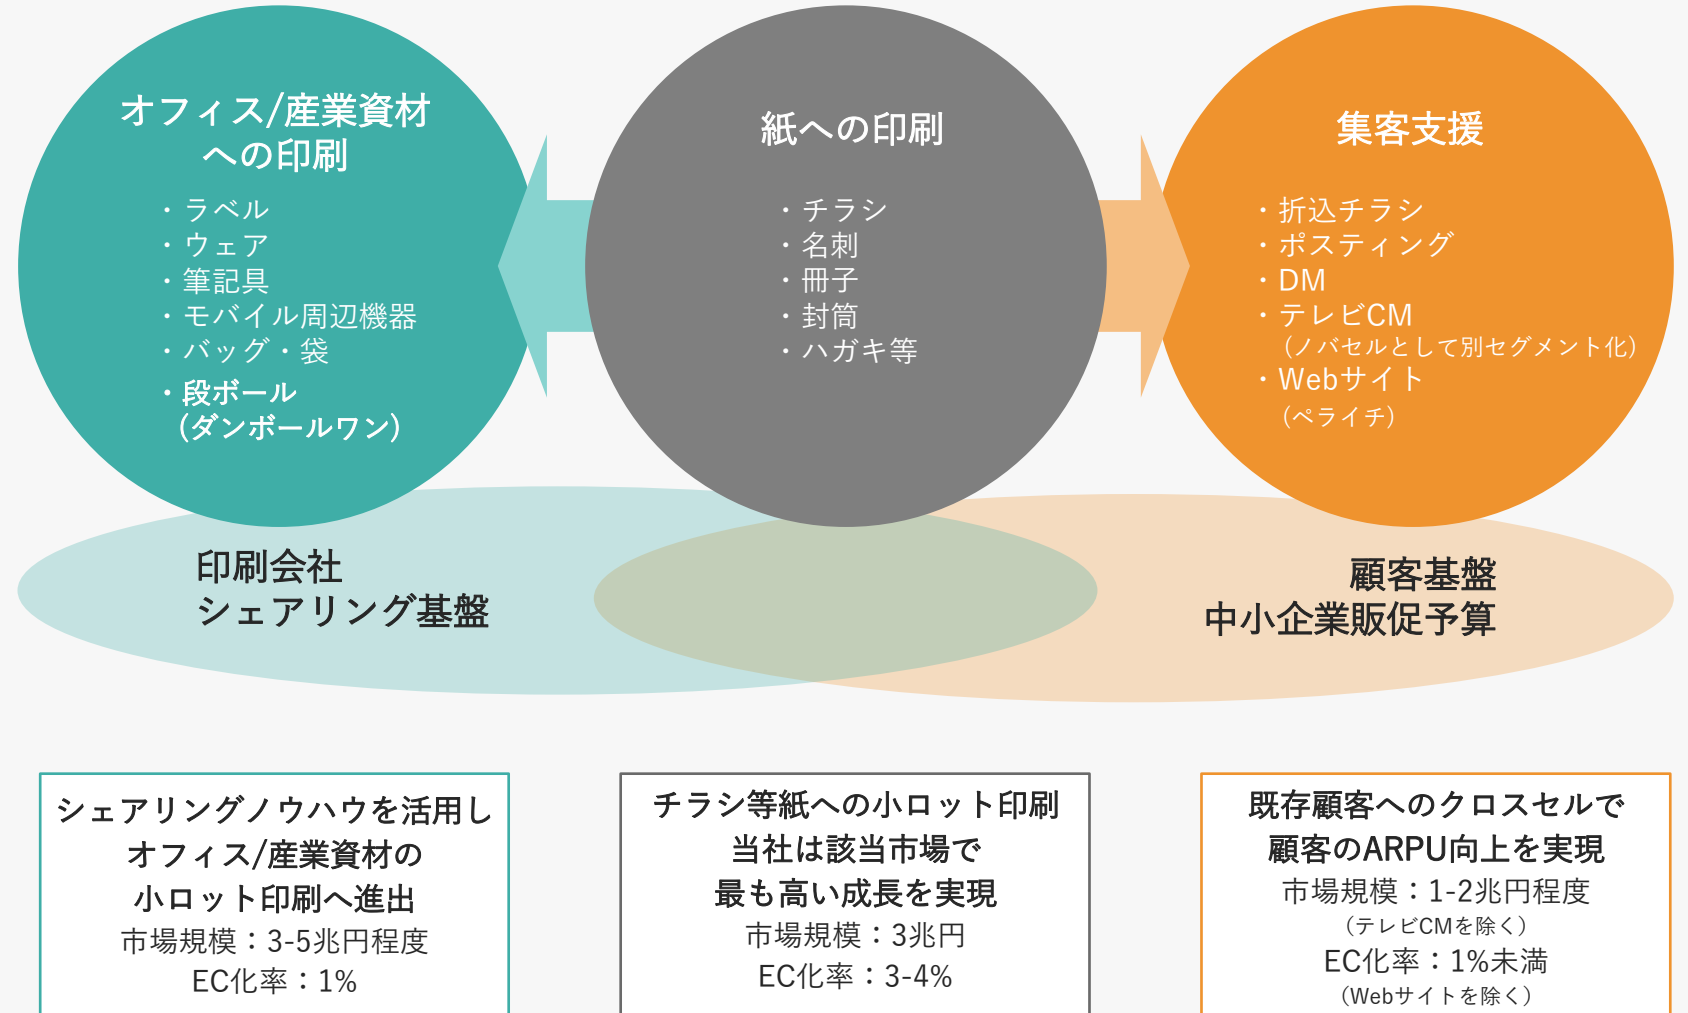 オフィス/産業資材
への印刷
・ラベル
・ウェア
・筆記具
・モバイル周辺機器
・バッグ・袋
・段ボール
（ダンボールワン）
紙への印刷
・チラシ
・名刺
・冊子
・封筒
・ハガキ等
集客支援
・折込チラシ
・ポスティング
・DM
・テレビCM
（ノバセルとして別セグメント化）
・Webサイト
（ペライチ）
印刷会社
シェアリング基盤
顧客基盤
中小企業販促予算
シェアリングノウハウを活用し
オフィス/産業資材の
小ロット印刷へ進出
市場規模：3-5兆円程度
EC化率：1%
チラシ等紙への小ロット印刷
当社は該当市場で
最も高い成長を実現
市場規模：3兆円
EC化率：3-4%
既存顧客へのクロスセルで
顧客のARPU向上を実現
市場規模：1-2兆円程度
（テレビCMを除く）
EC化率：1%未満
（Webサイトを除く）